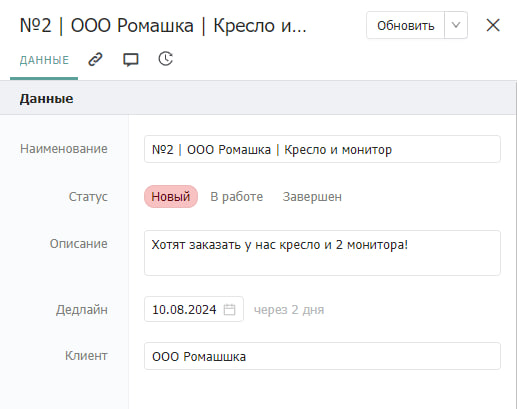 №2 | ООО Ромашка | Кресло и...
Обновить
ДАННЫЕ
Данные
Наименование
№2 | ООО Ромашка | Кресло и монитор
Статус
Новый В работе Завершен
Описание
Хотят заказать у нас кресло и 2 монитора!
Дедлайн
10.08.2024 через 2 дня
Клиент
ООО Ромашшка